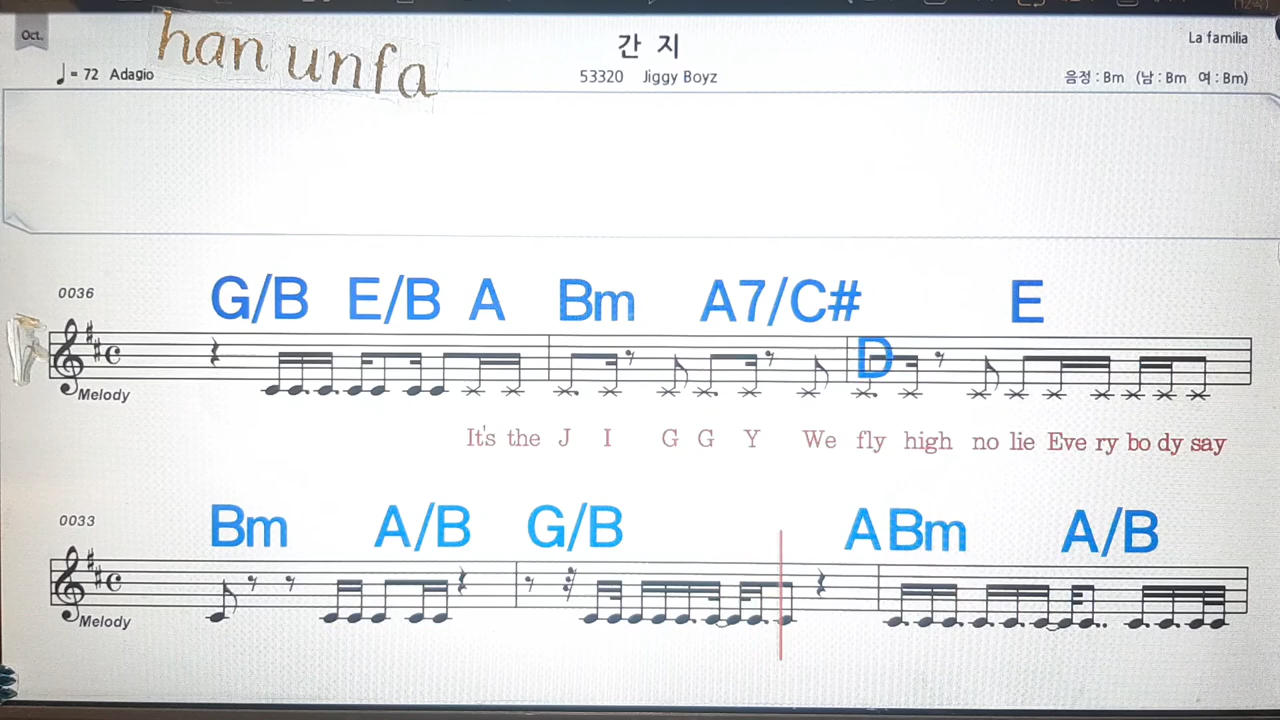 Oct.
han unfa
간 지
La familia
♩= 72 Adagio
53320 Jiggy Boyz
음정 : Bm (남 : Bm 여 : Bm)
0036
G/B E/B A Bm A7/C# D E
Melody
It's the J I G G Y We fly high no lie Eve ry bo dy say
0033
Bm A/B G/B A Bm A/B
Melody